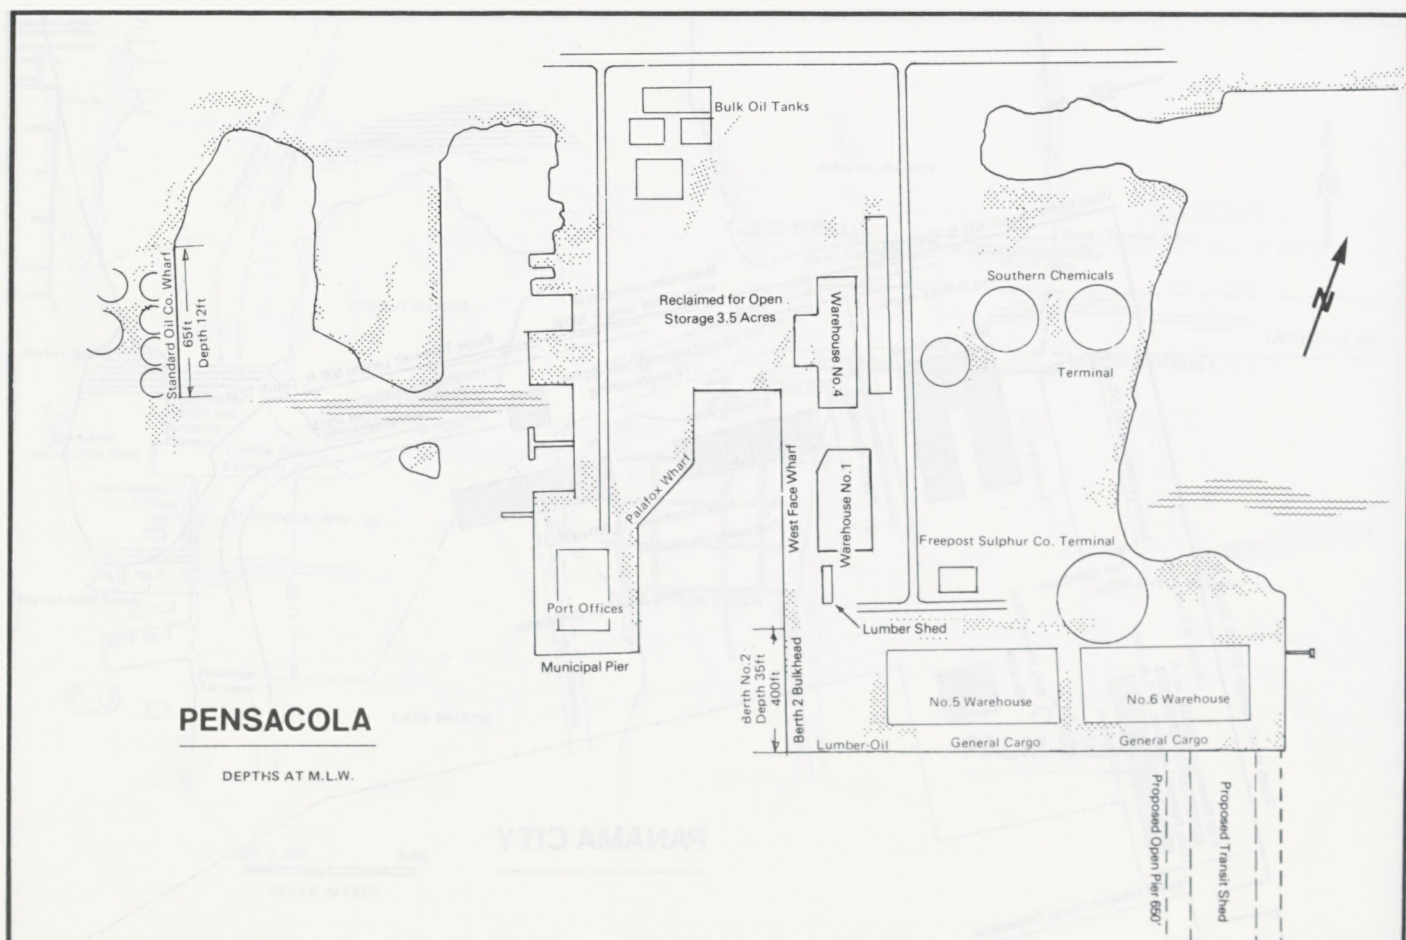 Bulk Oil Tanks
Standard Oil Co. Wharf
65ft
Depth 12ft
Reclaimed for Open
Storage 3.5 Acres
Warehouse No.4
Southern Chemicals
Terminal
N
Palafox Wharf
West Face Wharf
Warehouse No.1
Freepost Sulphur Co. Terminal
Port Offices
Lumber Shed
Municipal Pier
Berth No.2
Depth 35ft
400ft
Berth 2 Bulkhead
No.5 Warehouse
No.6 Warehouse
PENSACOLA
Lumber-Oil
General Cargo
General Cargo
DEPTHS AT M.L.W.
Proposed Open Pier 650'
Proposed Transit Shed
PANAMA CITY